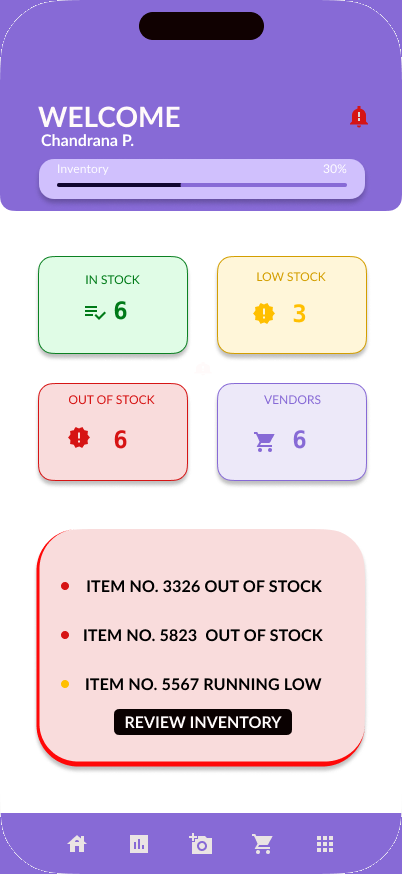 WELCOME
Chandrana P.
Inventory 30%
IN STOCK
6
LOW STOCK
3
OUT OF STOCK
6
VENDORS
6
ITEM NO. 3326 OUT OF STOCK
ITEM NO. 5823  OUT OF STOCK
ITEM NO. 5567 RUNNING LOW
REVIEW INVENTORY